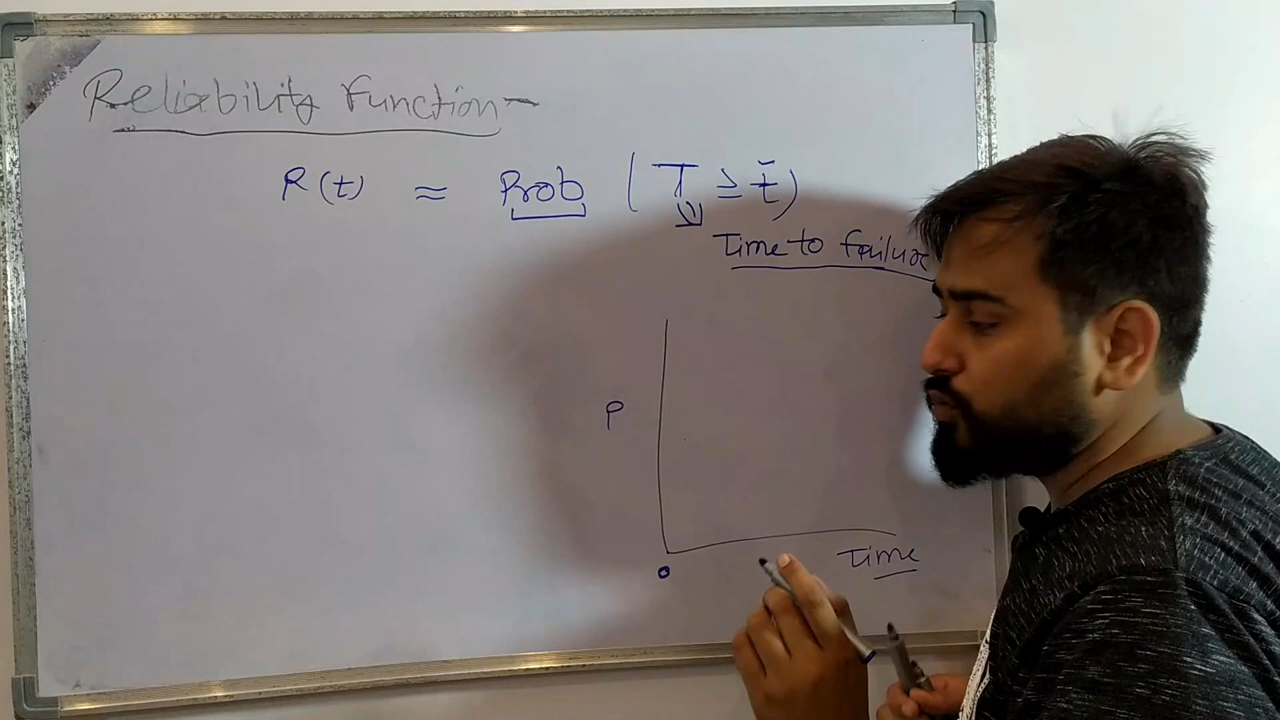 Reliability Function -
R(t) ≈ Prob ( T ≥ t̄ )
Time to failure
P
Time
0